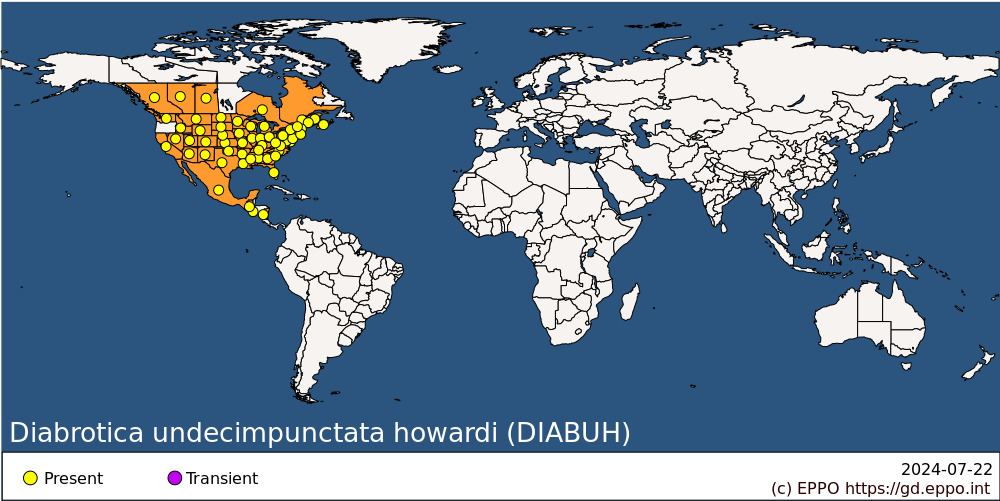 Diabrotica undecimpunctata howardi (DIABUH)
Present
Transient
2024-07-22
(c) EPPO https://gd.eppo.int